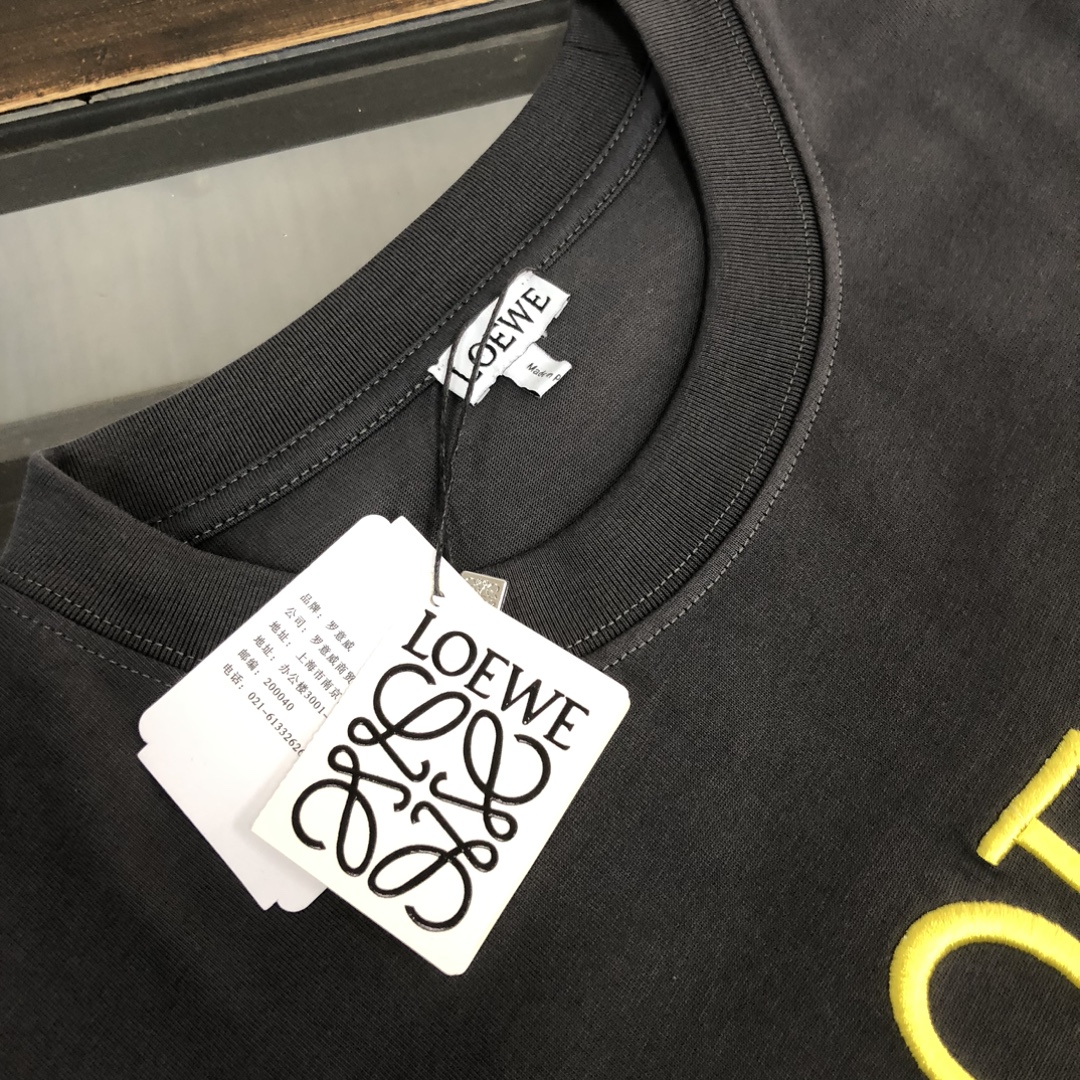 LOEWE
Made
品牌: 罗意威
公司: 罗意威商贸
地址: 上海市南京
地址: 办公楼3001-
邮编: 200040
电话: 021-6133262
LOEWE